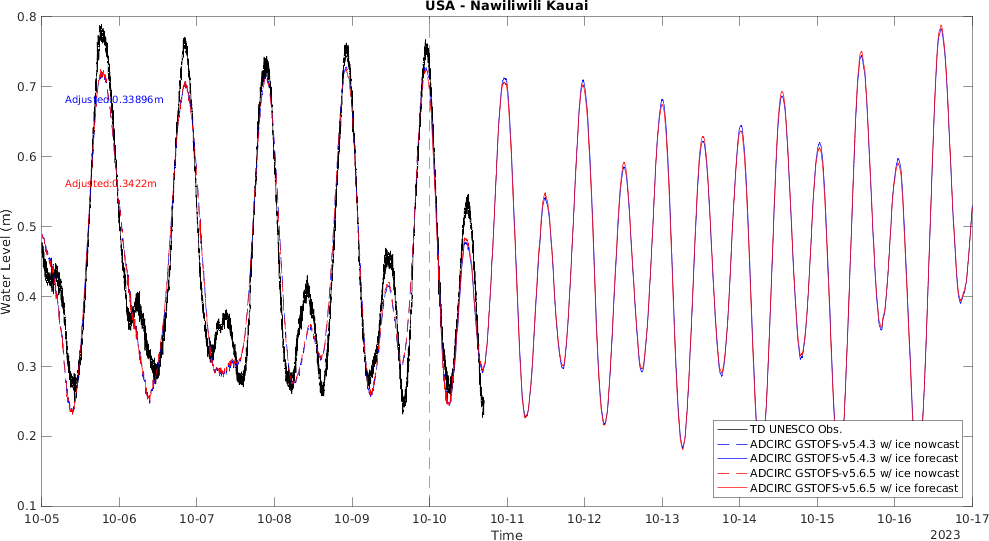 USA - Nawiliwili Kauai
0.8
0.7
0.6
0.5
0.4
0.3
0.2
0.1
Water Level (m)
Adjusted:0.33896m
Adjusted:0.3422m
TD UNESCO Obs.
ADCIRC GSTOFS-v5.4.3 w/ ice nowcast
ADCIRC GSTOFS-v5.4.3 w/ ice forecast
ADCIRC GSTOFS-v5.6.5 w/ ice nowcast
ADCIRC GSTOFS-v5.6.5 w/ ice forecast
10-05 10-06 10-07 10-08 10-09 10-10 10-11 10-12 10-13 10-14 10-15 10-16 10-17
Time
2023